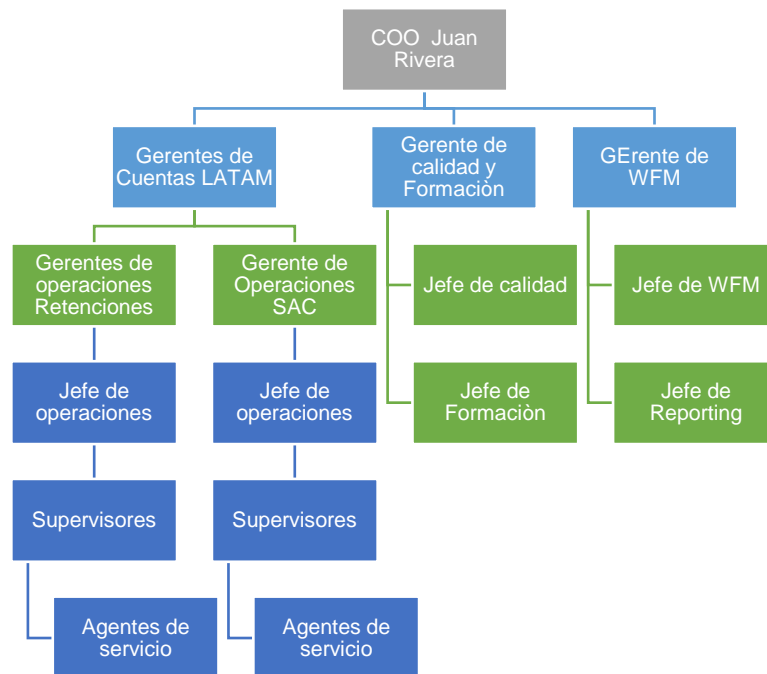 COO Juan
Rivera
Gerentes de
Cuentas LATAM
Gerente de
calidad y
Formaciòn
GErente de
WFM
Gerentes de
operaciones
Retenciones
Gerente de
Operaciones
SAC
Jefe de calidad
Jefe de WFM
Jefe de
operaciones
Jefe de
operaciones
Jefe de
Formaciòn
Jefe de
Reporting
Supervisores
Supervisores
Agentes de
servicio
Agentes de
servicio